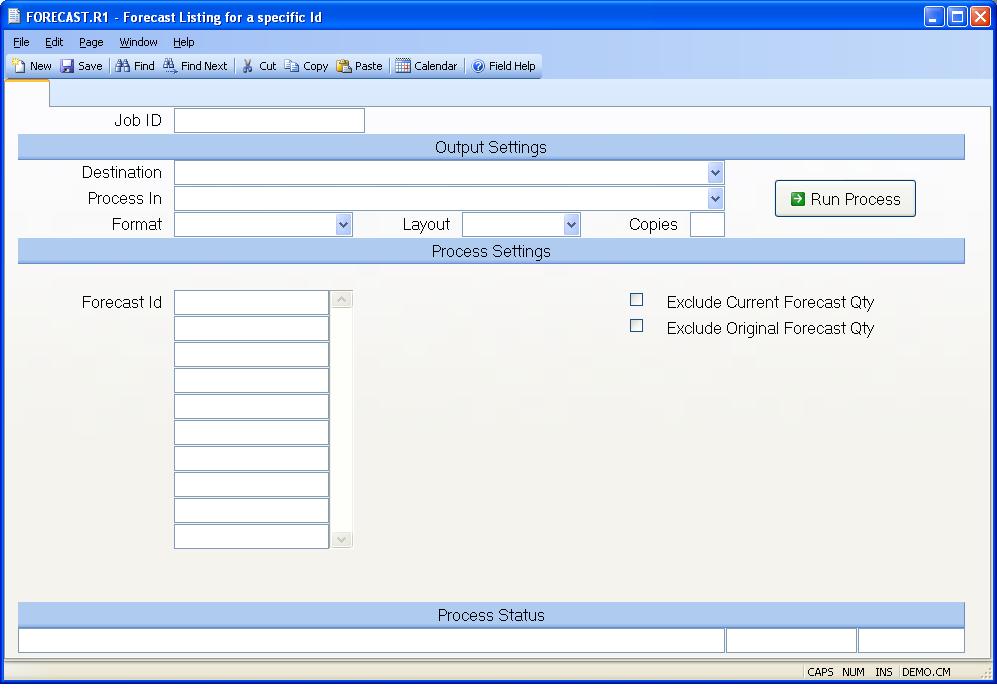 FORECAST.R1 - Forecast Listing for a specific Id
File Edit Page Window Help
New Save Find Find Next Cut Copy Paste Calendar Field Help
Job ID
Output Settings
Destination
Process In
Run Process
Format Layout Copies
Process Settings
Forecast Id
Exclude Current Forecast Qty
Exclude Original Forecast Qty
Process Status
CAPS NUM INS DEMO.CM